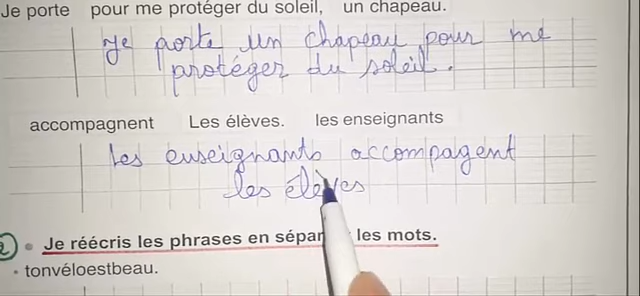 Je porte pour me protéger du soleil, un chapeau.
Je porte un chapeau pour me
protéger du soleil.
accompagnent Les élèves. les enseignants
Les enseignants accompagent
les élèves
2 • Je réécris les phrases en sépar les mots.
• tonvéloestbeau.